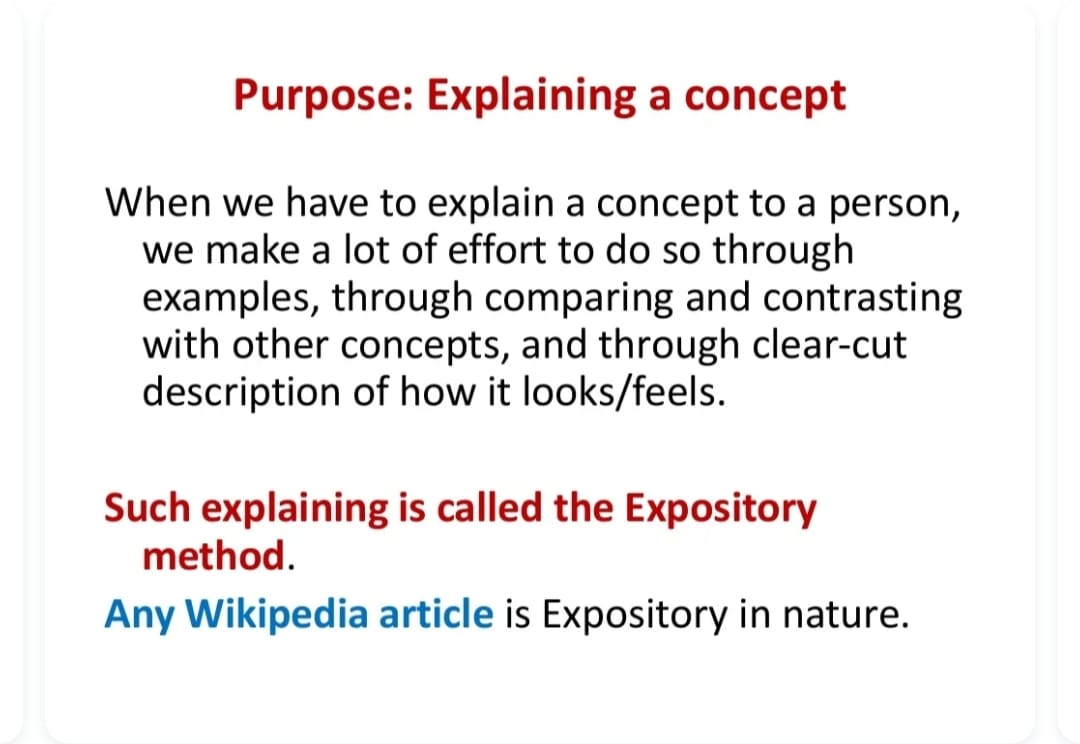 Purpose: Explaining a concept
When we have to explain a concept to a person,
we make a lot of effort to do so through
examples, through comparing and contrasting
with other concepts, and through clear-cut
description of how it looks/feels.
Such explaining is called the Expository
method.
Any Wikipedia article is Expository in nature.